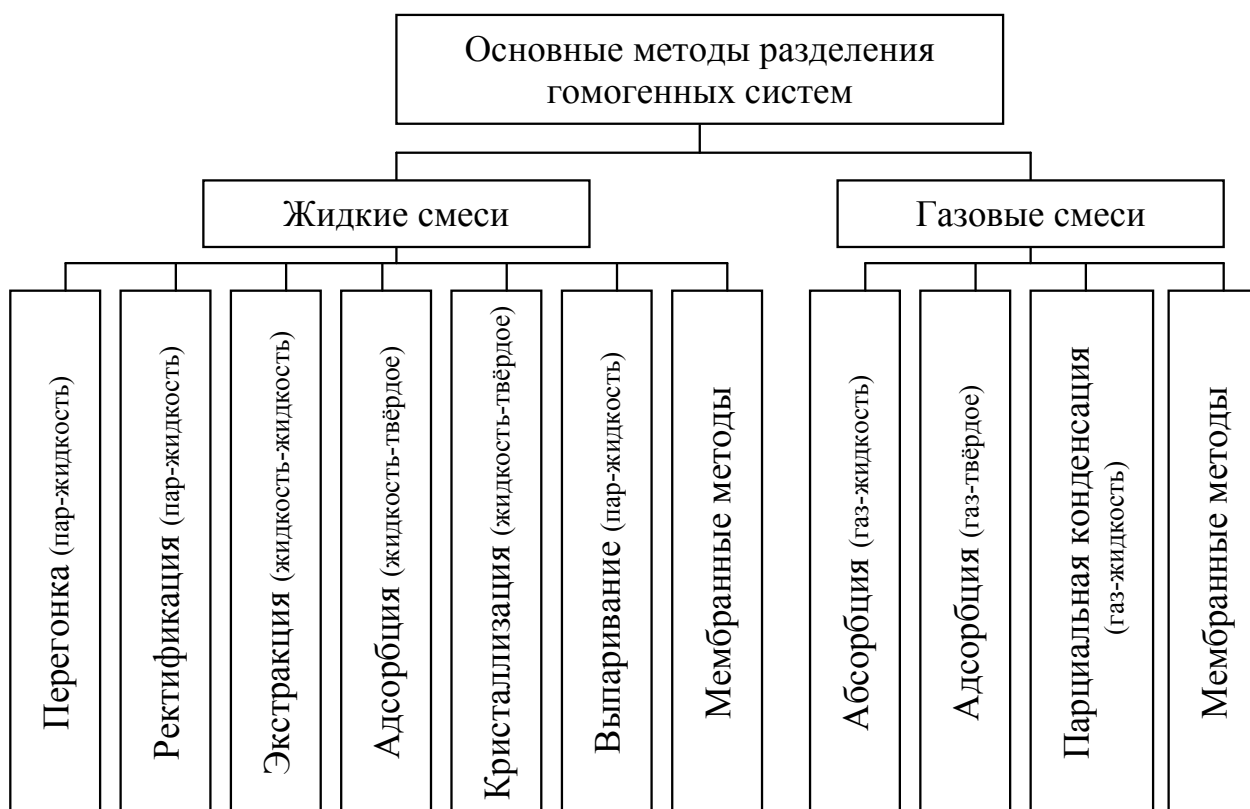 Основные методы разделения
гомогенных систем
Жидкие смеси
Газовые смеси
Перегонка (пар-жидкость)
Ректификация (пар-жидкость)
Экстракция (жидкость-жидкость)
Адсорбция (жидкость-твёрдое)
Кристаллизация (жидкость-твёрдое)
Выпаривание (пар-жидкость)
Мембранные методы
Абсорбция (газ-жидкость)
Адсорбция (газ-твёрдое)
Парциальная конденсация
(газ-жидкость)
Мембранные методы